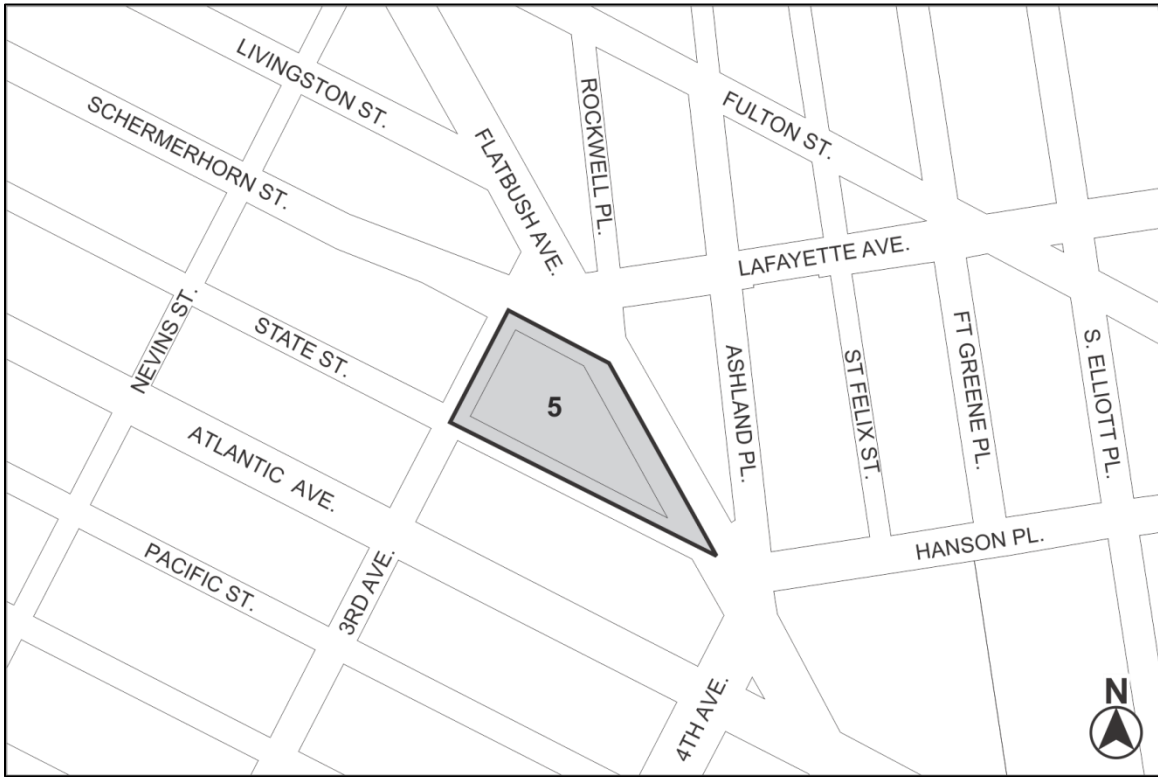 LIVINGSTON ST.
SCHERMERHORN ST.
FLATBUSH AVE.
ROCKWELL PL.
FULTON ST.
LAFAYETTE AVE.
NEVINS ST.
STATE ST.
5
ASHLAND PL.
ST FELIX ST.
FT GREENE PL.
S. ELLIOTT PL.
ATLANTIC AVE.
PACIFIC ST.
3RD AVE.
HANSON PL.
4TH AVE.
N